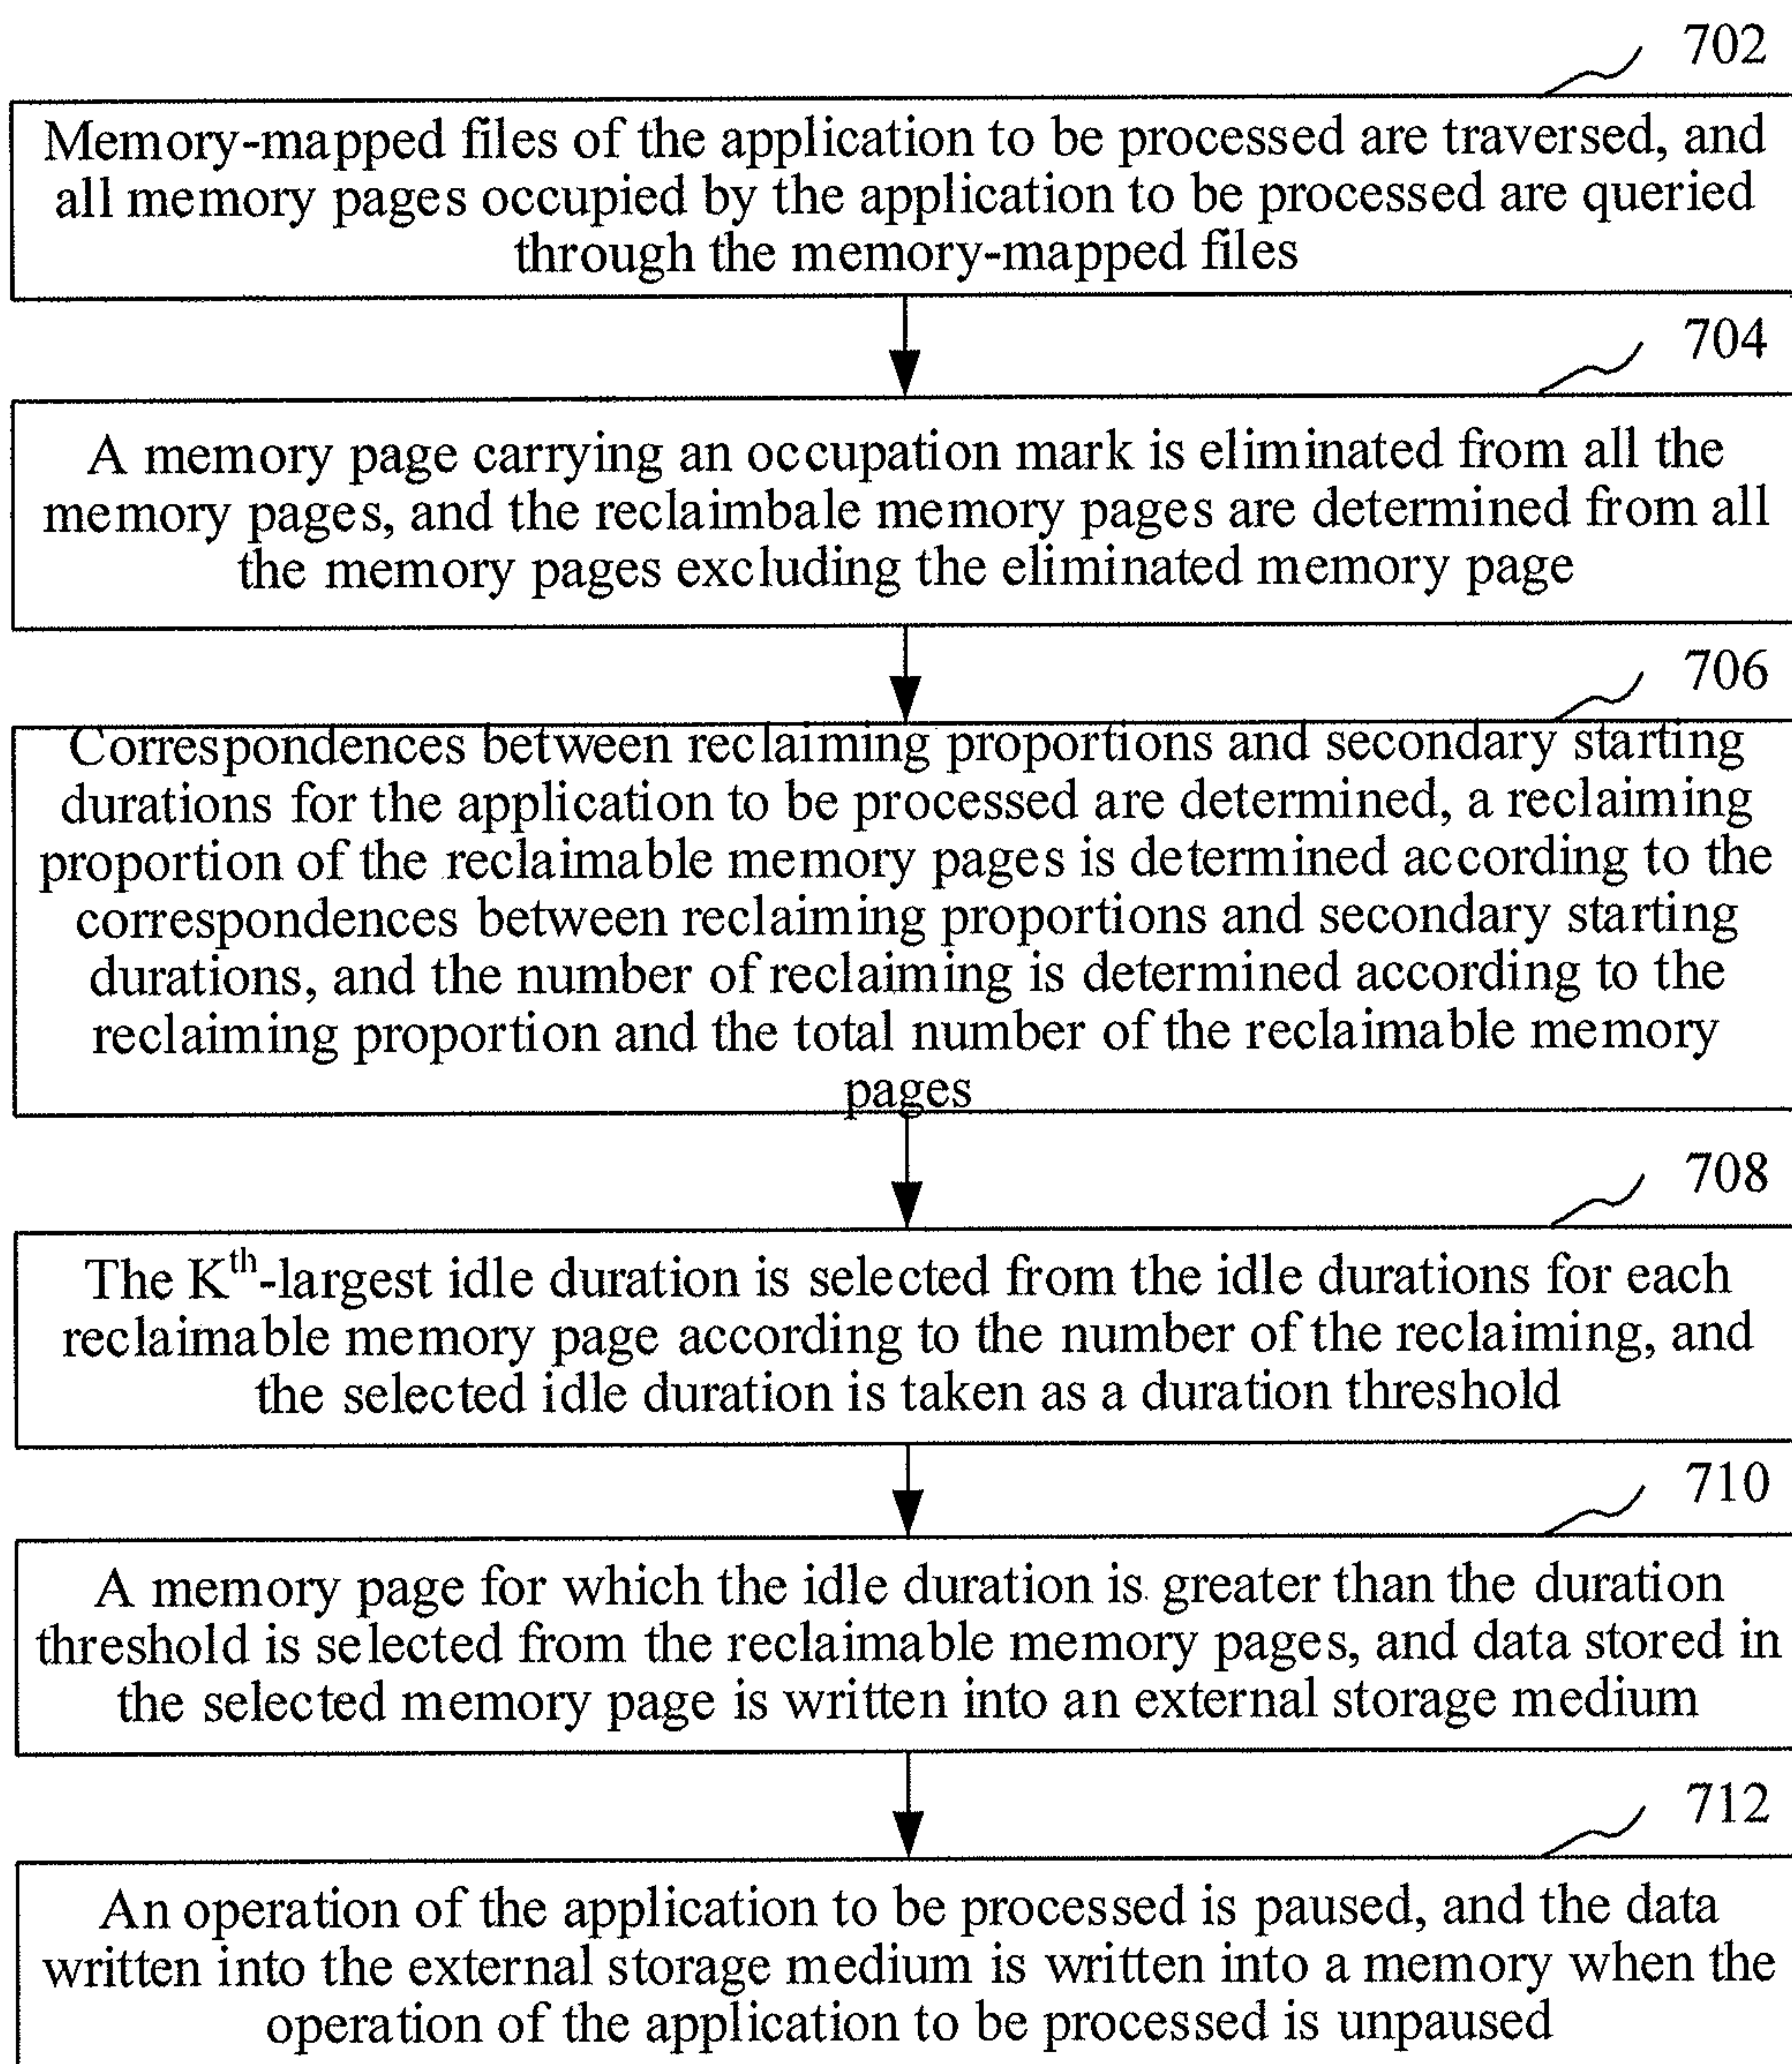 702
Memory-mapped files of the application to be processed are traversed, and
all memory pages occupied by the application to be processed are queried
through the memory-mapped files
704
A memory page carrying an occupation mark is eliminated from all the
memory pages, and the reclaimbale memory pages are determined from all
the memory pages excluding the eliminated memory page
706
Correspondences between reclaiming proportions and secondary starting
durations for the application to be processed are determined, a reclaiming
proportion of the reclaimable memory pages is determined according to the
correspondences between reclaiming proportions and secondary starting
durations, and the number of reclaiming is determined according to the
reclaiming proportion and the total number of the reclaimable memory
pages
708
The Kth-largest idle duration is selected from the idle durations for each
reclaimable memory page according to the number of the reclaiming, and
the selected idle duration is taken as a duration threshold
710
A memory page for which the idle duration is greater than the duration
threshold is selected from the reclaimable memory pages, and data stored in
the selected memory page is written into an external storage medium
712
An operation of the application to be processed is paused, and the data
written into the external storage medium is written into a memory when the
operation of the application to be processed is unpaused